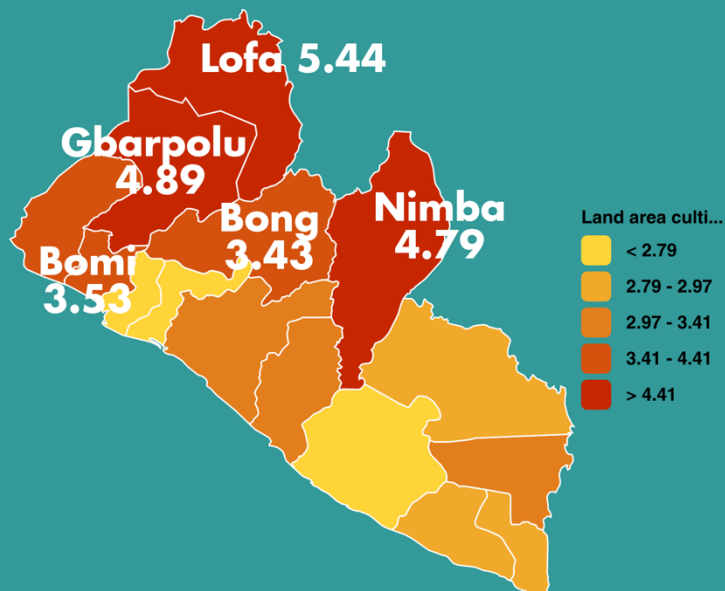 Lofa 5.44
Gbarpolu
4.89
Nimba
4.79
Bong
3.43
Bomi
3.53
Land area culti...
< 2.79
2.79 - 2.97
2.97 - 3.41
3.41 - 4.41
> 4.41